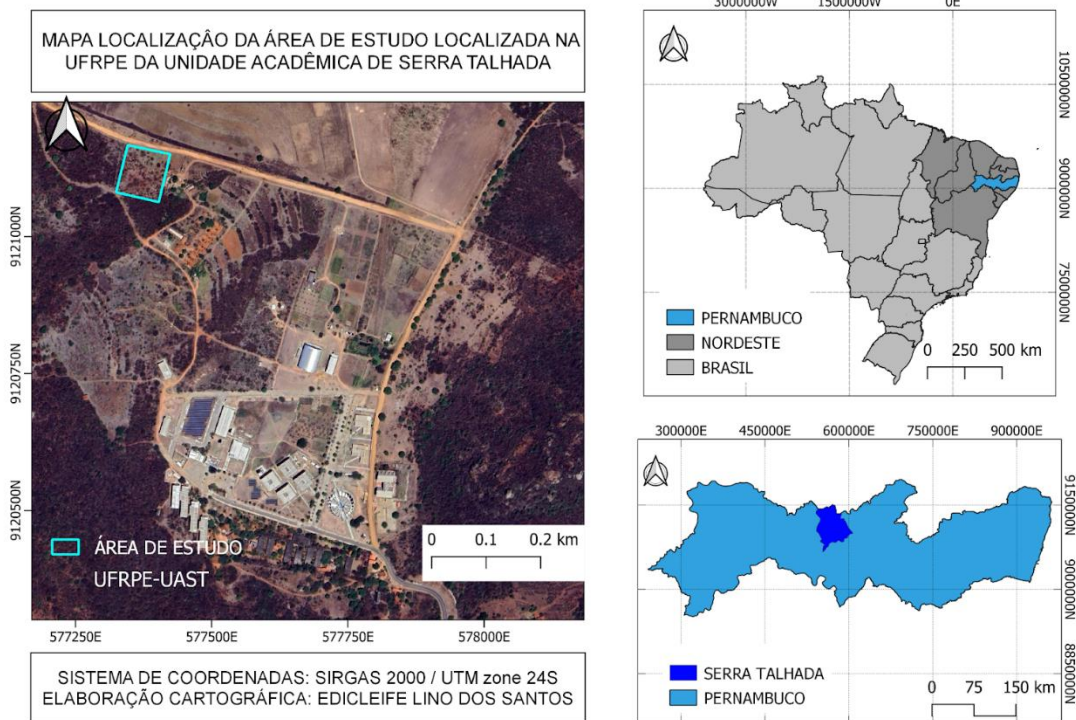 MAPA LOCALIZAÇÂO DA ÁREA DE ESTUDO LOCALIZADA NA
UFRPE DA UNIDADE ACADÊMICA DE SERRA TALHADA
9121000N
9120750N
9120500N
ÁREA DE ESTUDO
UFRPE-UAST
0 0.1 0.2 km
577250E 577500E 577750E 578000E
SISTEMA DE COORDENADAS: SIRGAS 2000 / UTM zone 24S
ELABORAÇÃO CARTOGRÁFICA: EDICLEIFE LINO DOS SANTOS
3000000W 1500000W 0E
10500000N
9000000N
7500000N
PERNAMBUCO
NORDESTE
BRASIL
0 250 500 km
300000E 450000E 600000E 750000E 900000E
9150000N
9000000N
8850000N
SERRA TALHADA
PERNAMBUCO
0 75 150 km